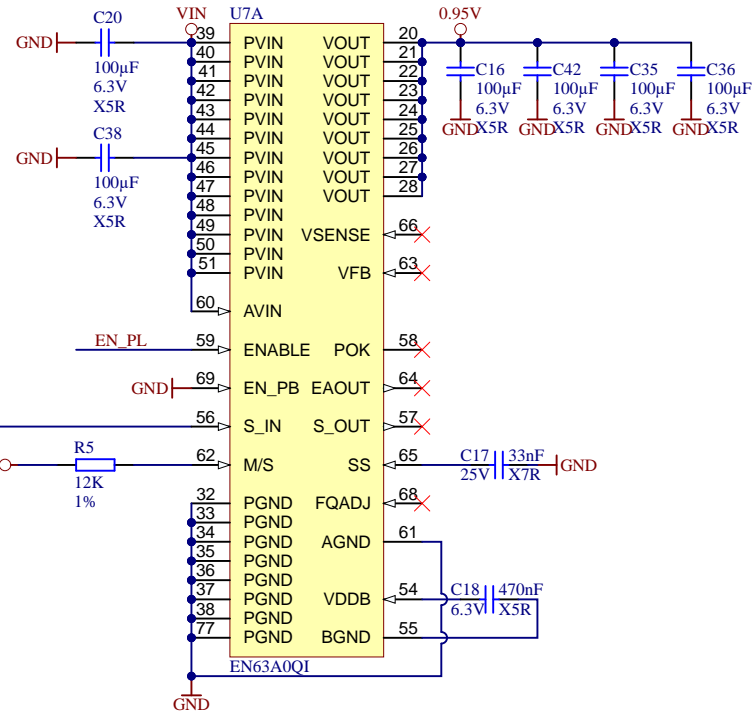 C20
VIN
U7A
0.95V
GND
100µF
6.3V
X5R
39
PVIN
VOUT
20
40
PVIN
VOUT
21
41
PVIN
VOUT
22
42
PVIN
VOUT
23
43
PVIN
VOUT
24
44
PVIN
VOUT
25
45
PVIN
VOUT
26
46
PVIN
VOUT
27
47
PVIN
VOUT
28
48
PVIN
49
PVIN
VSENSE
66
50
PVIN
51
PVIN
VFB
63
C16
100µF
6.3V
X5R
GND
C42
100µF
6.3V
X5R
GND
C35
100µF
6.3V
X5R
GND
C36
100µF
6.3V
X5R
GND
C38
GND
100µF
6.3V
X5R
60
AVIN
EN_PL
59
ENABLE
POK
58
GND
69
EN_PB
EAOUT
64
56
S_IN
S_OUT
57
R5
12K
1%
62
M/S
SS
65
C17
25V
33nF
X7R
GND
32
PGND
FQADJ
68
33
PGND
34
PGND
AGND
61
35
PGND
36
PGND
37
PGND
VDDB
54
38
PGND
77
PGND
BGND
55
C18
6.3V
470nF
X5R
EN63A0QI
GND